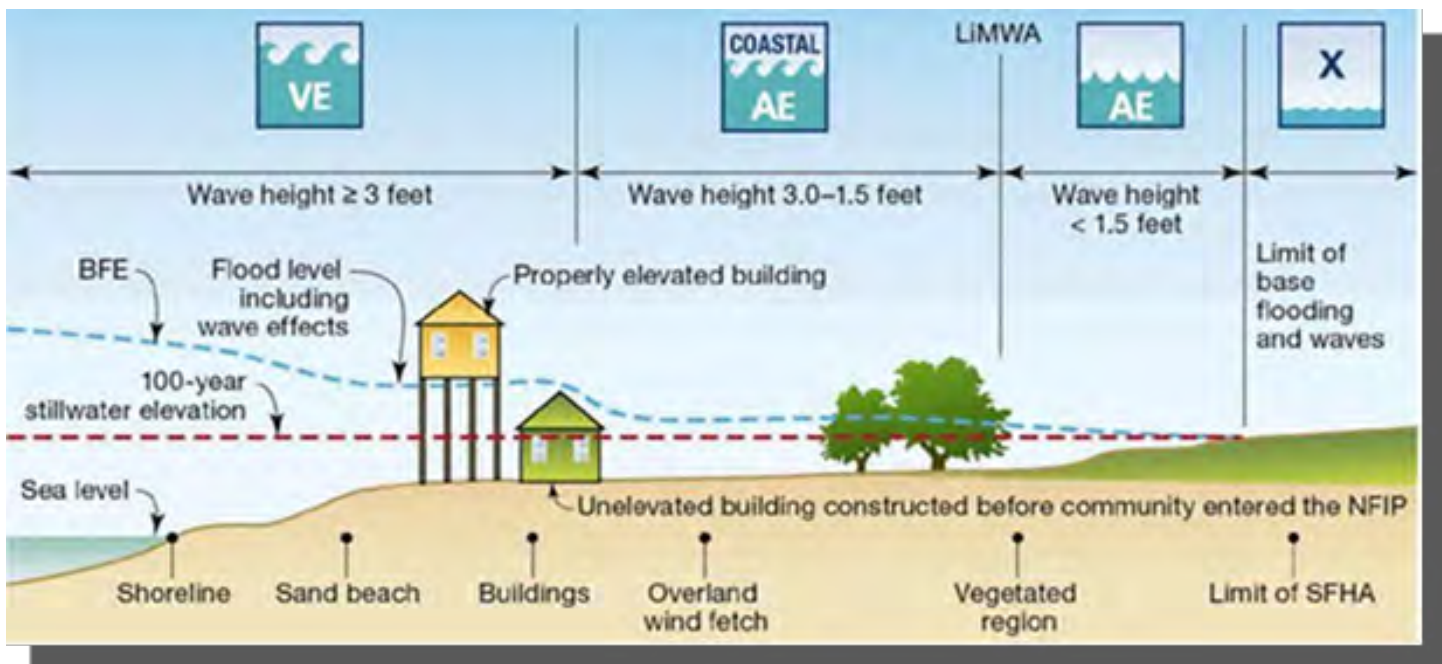 VE
COASTAL
AE
LiMWA
AE
X
Wave height ≥ 3 feet
Wave height 3.0–1.5 feet
Wave height
< 1.5 feet
Limit of
base
flooding
and waves
BFE
Flood level
including
wave effects
Properly elevated building
100-year
stillwater elevation
Sea level
Unelevated building constructed before community entered the NFIP
Shoreline
Sand beach
Buildings
Overland
wind fetch
Vegetated
region
Limit of SFHA